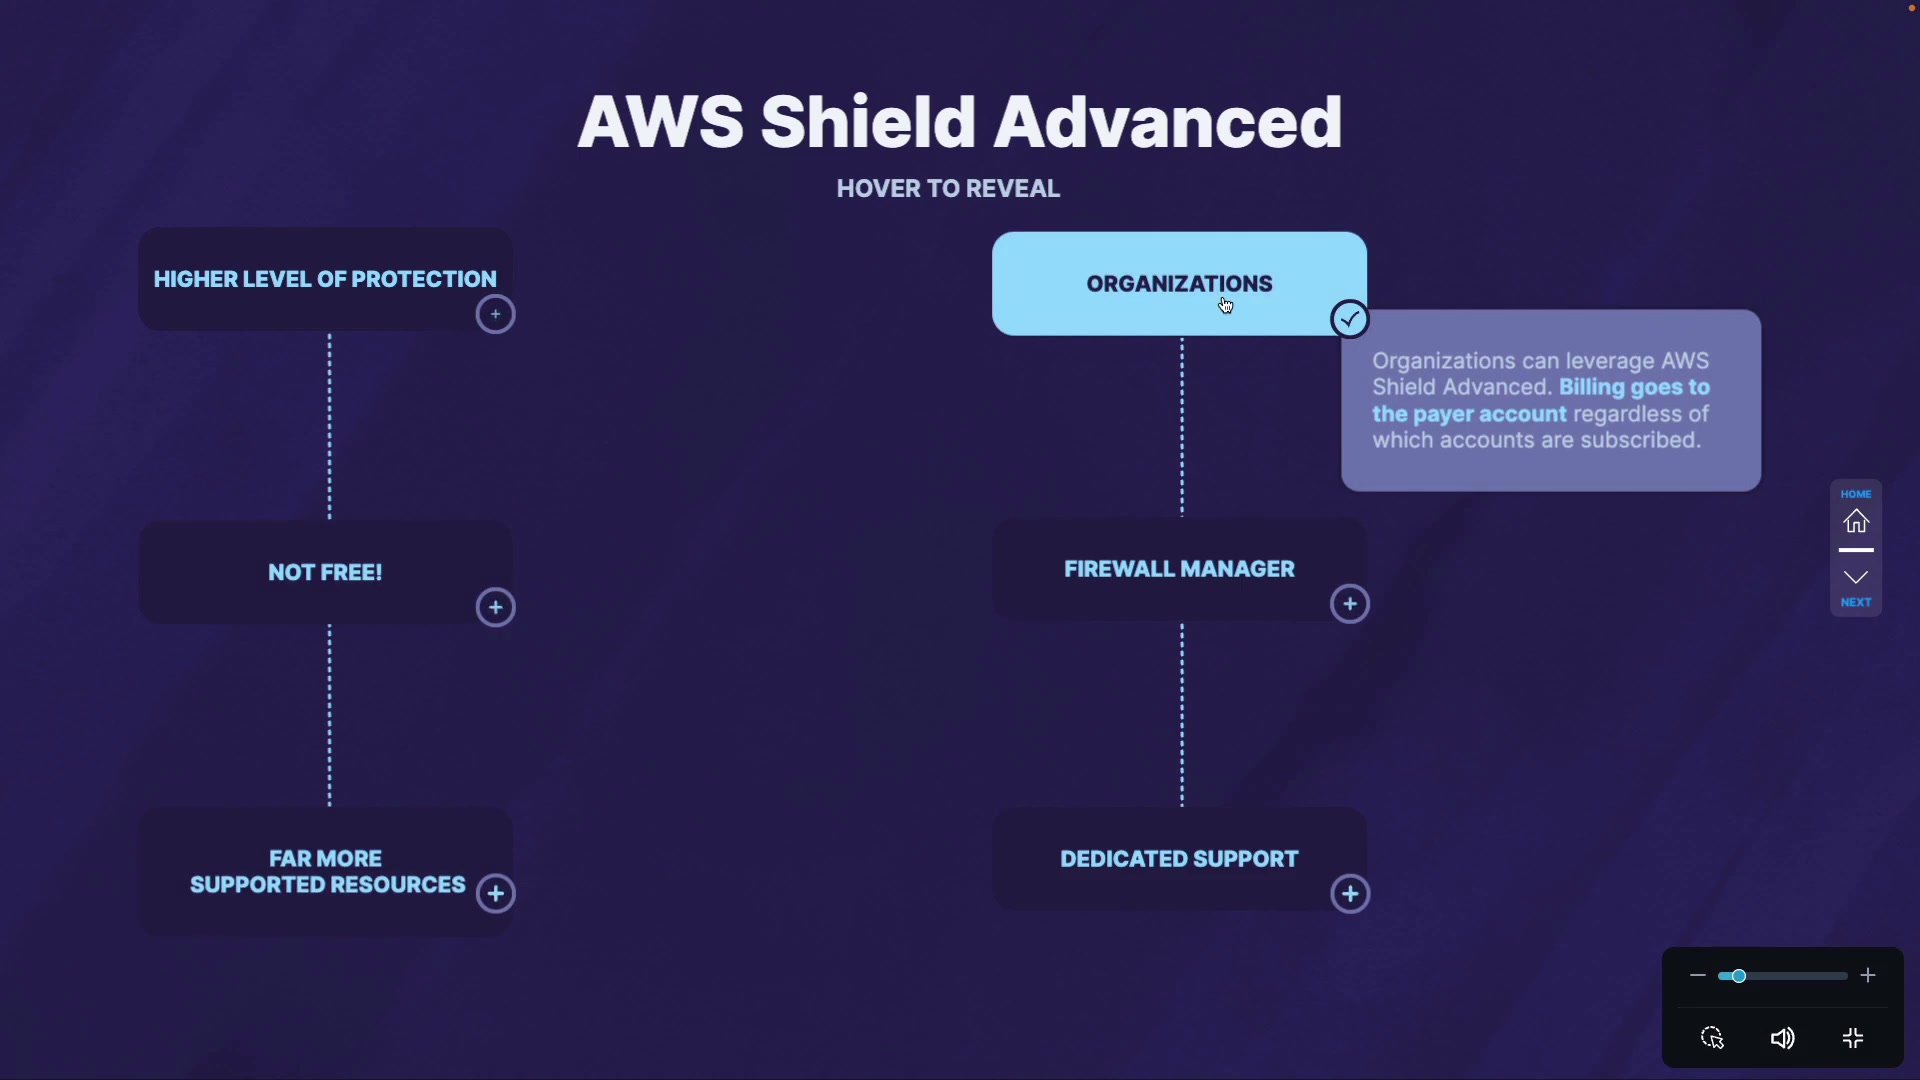 AWS Shield Advanced
HOVER TO REVEAL
HIGHER LEVEL OF PROTECTION
NOT FREE!
FAR MORE
SUPPORTED RESOURCES
ORGANIZATIONS
Organizations can leverage AWS
Shield Advanced. Billing goes to
the payer account regardless of
which accounts are subscribed.
FIREWALL MANAGER
DEDICATED SUPPORT
HOME
NEXT